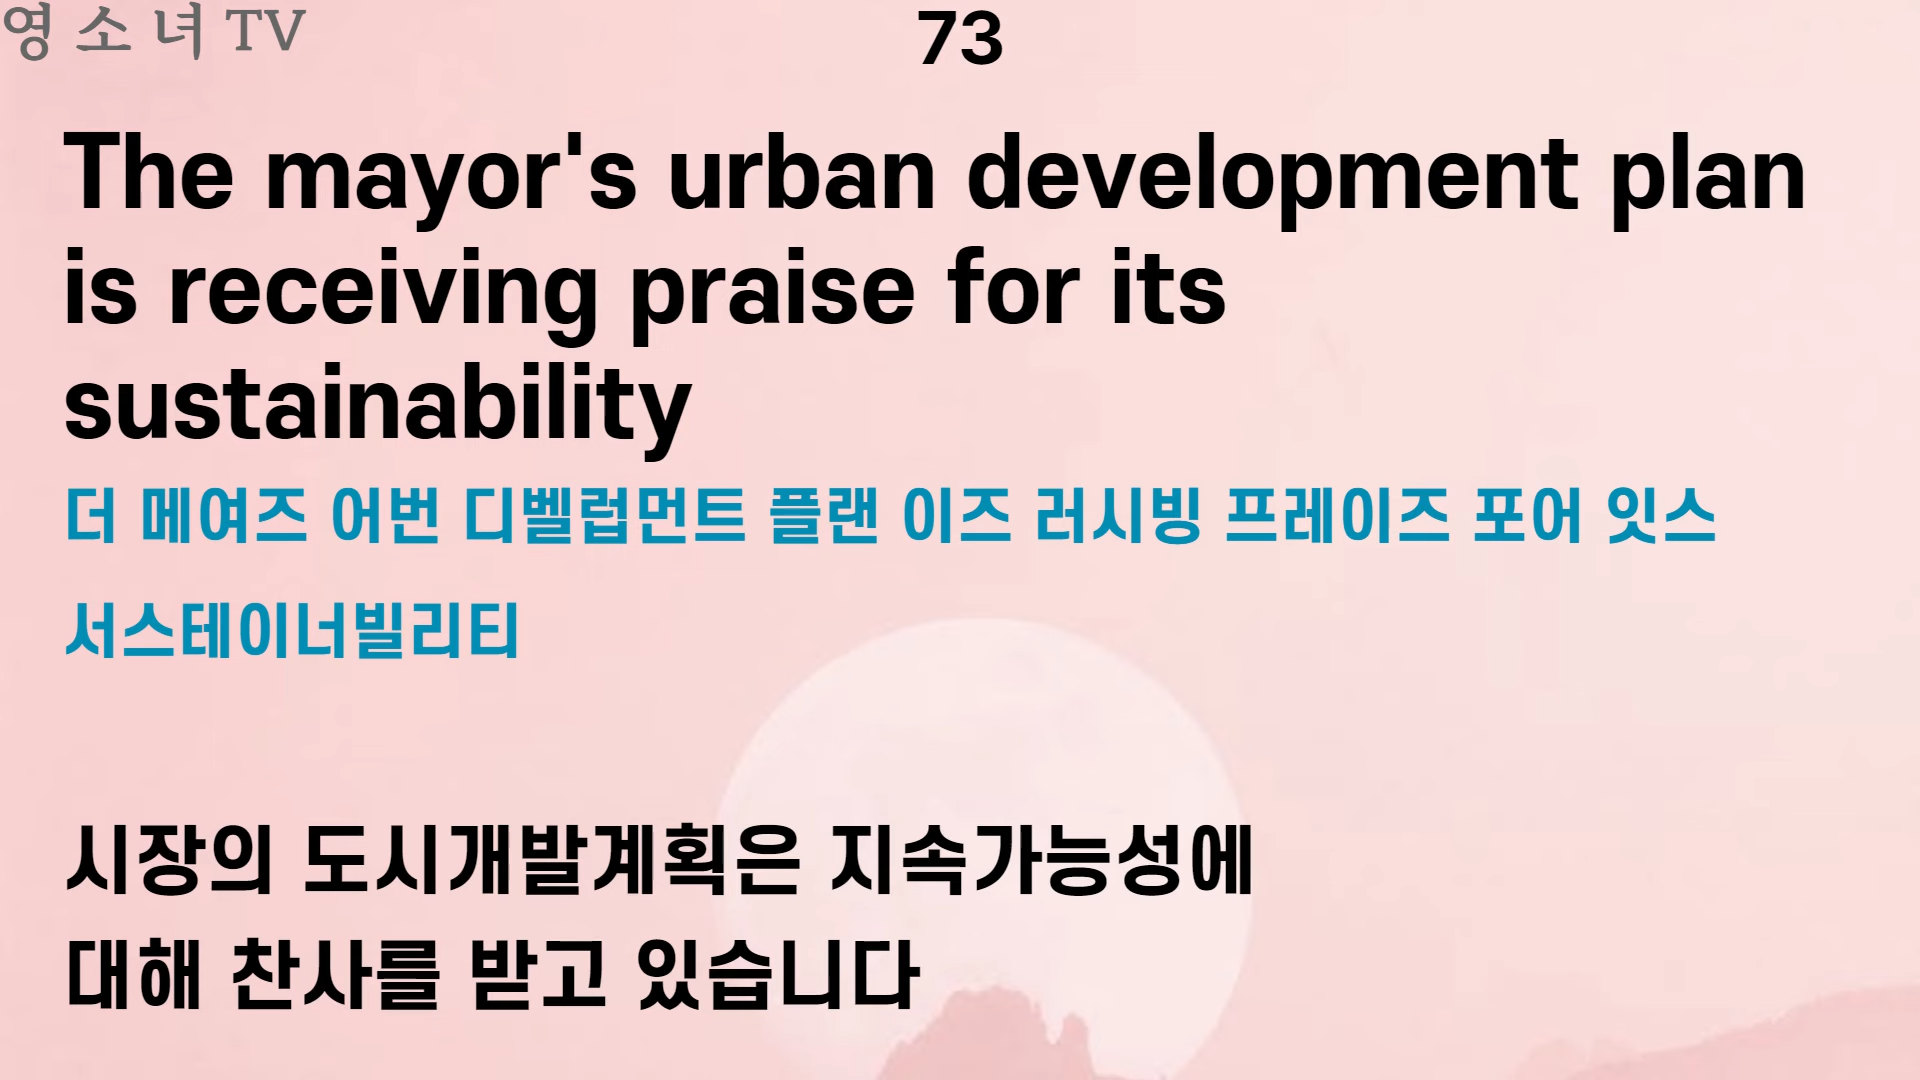 영소녀TV
73
The mayor's urban development plan
is receiving praise for its
sustainability
더 메여즈 어번 디벨럽먼트 플랜 이즈 러시빙 프레이즈 포어 잇스
서스테이너빌리티
시장의 도시개발계획은 지속가능성에
대해 찬사를 받고 있습니다